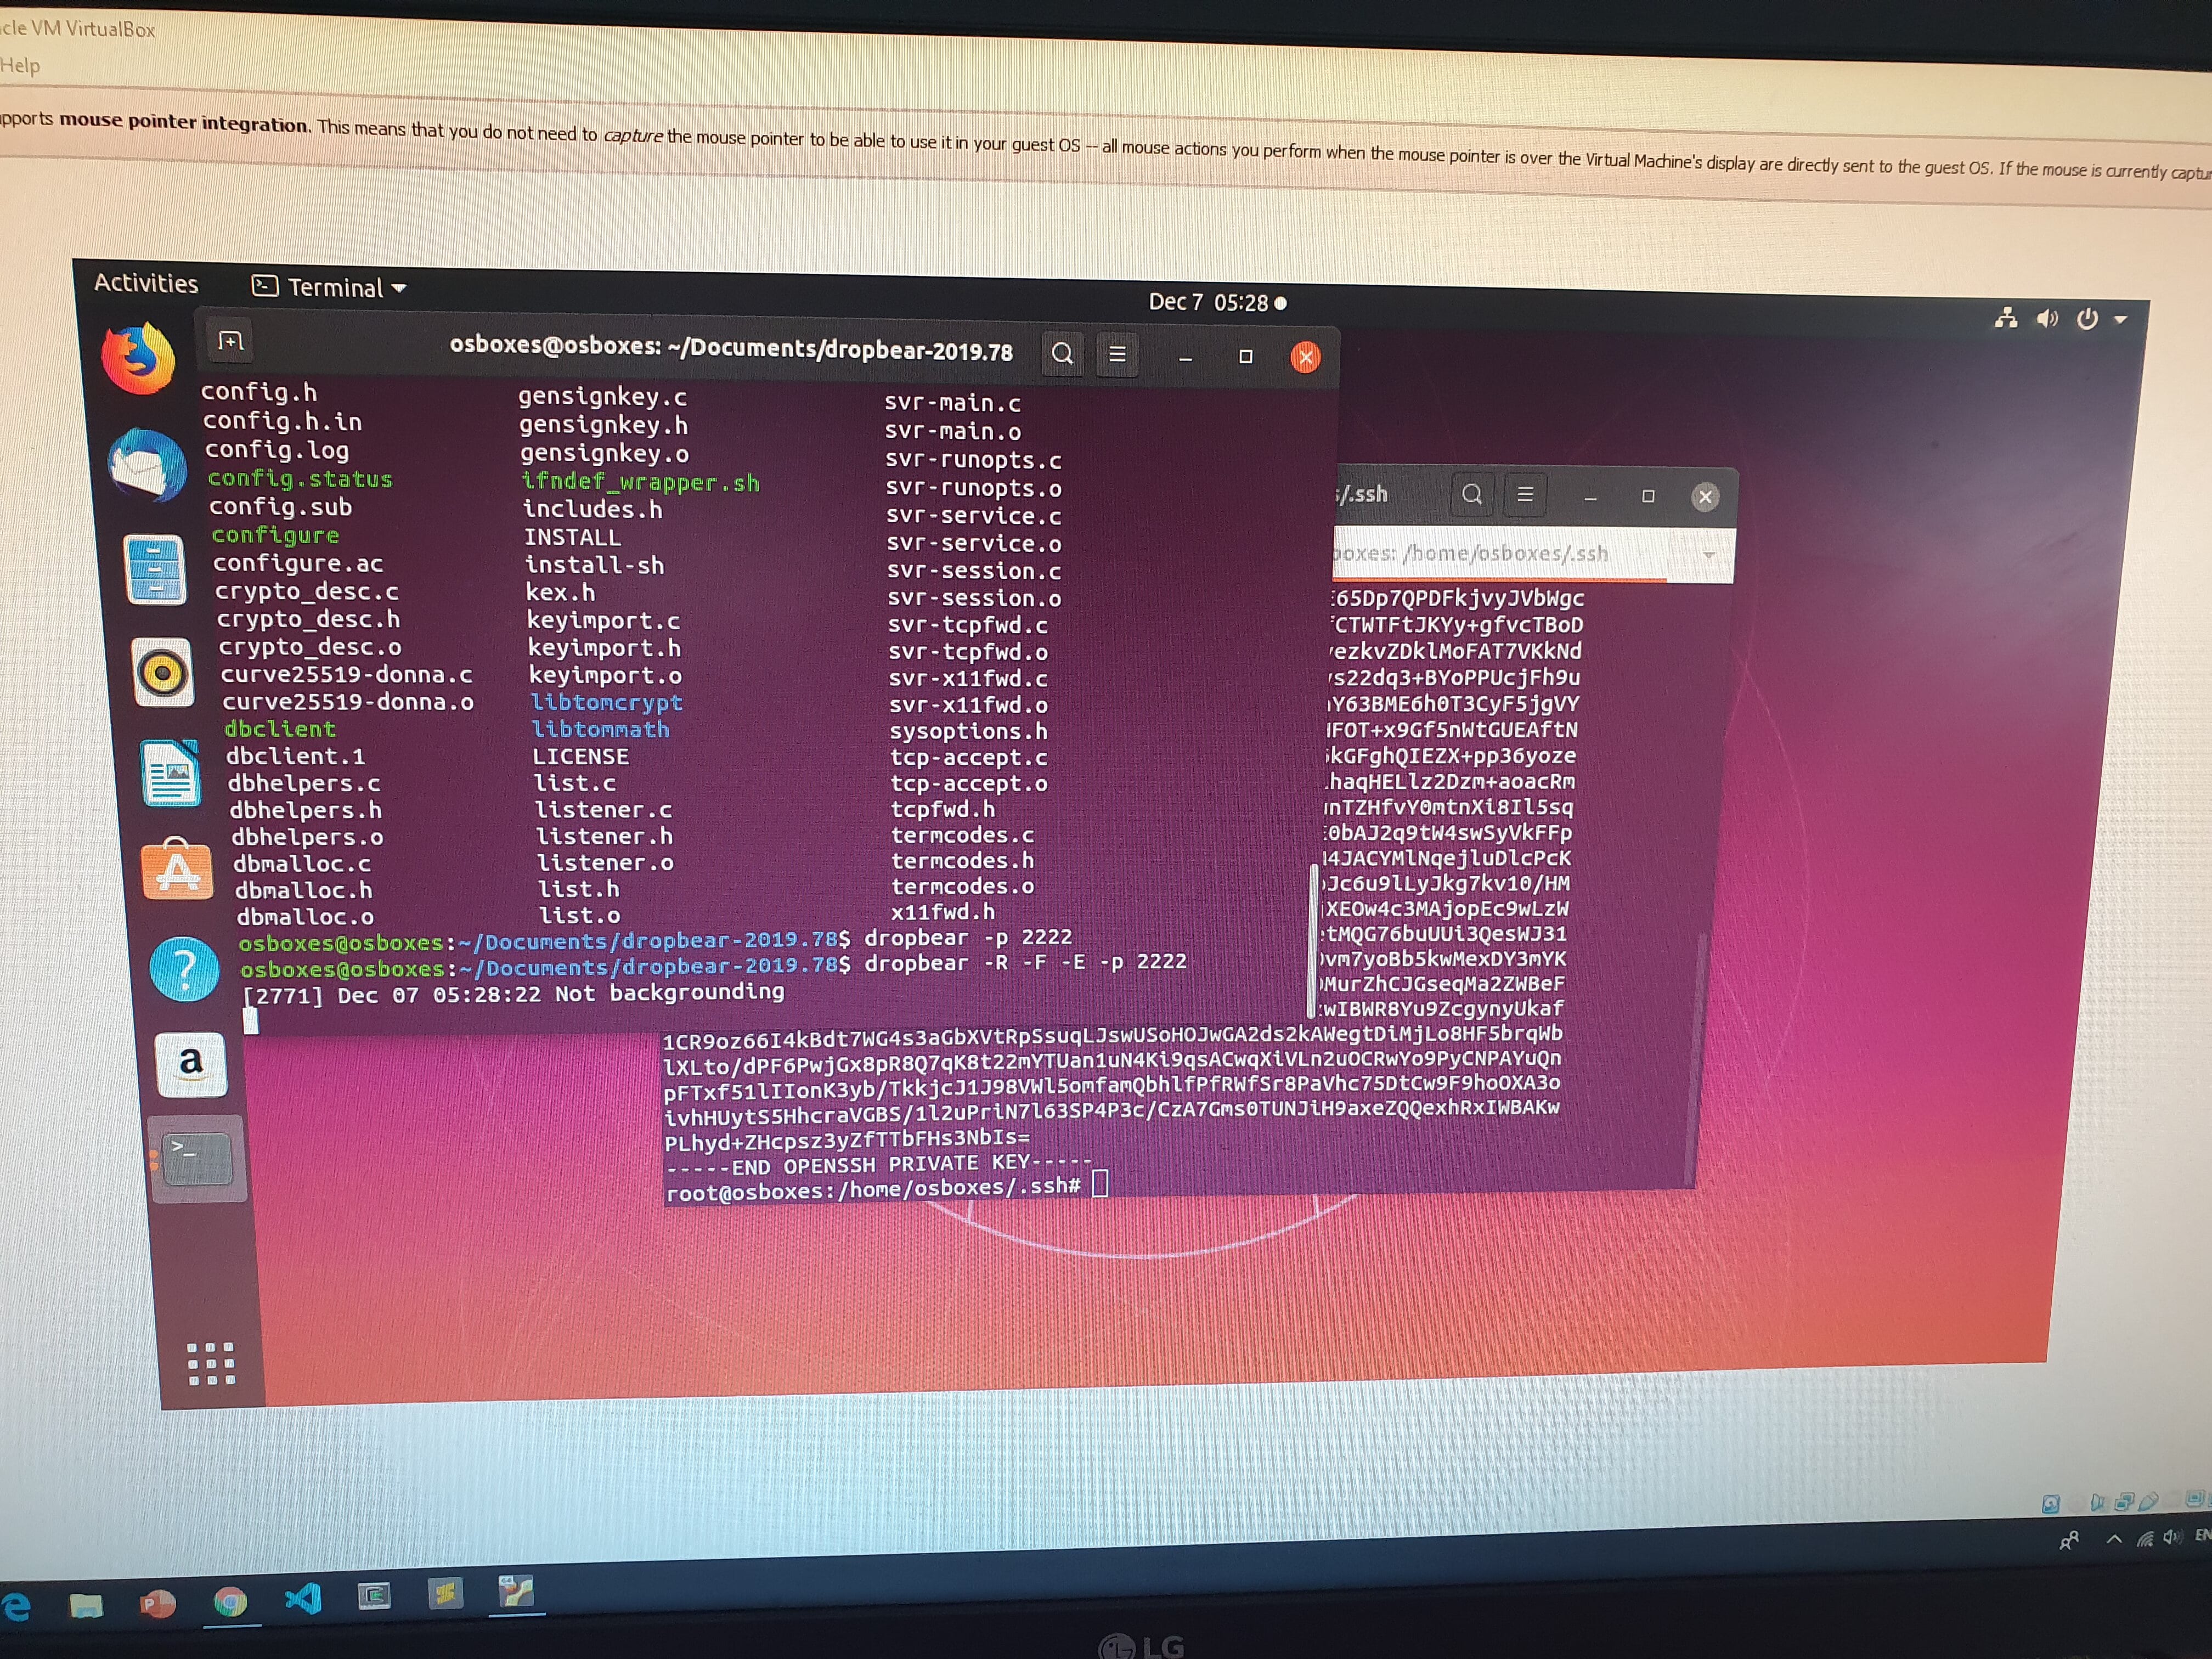 cle VM VirtualBox
Help
pports mouse pointer integration. This means that you do not need to capture the mouse pointer to be able to use it in your guest OS -- all mouse actions you perform when the mouse pointer is over the Virtual Machine's display are directly sent to the guest OS. If the mouse is currently captur
Activities Terminal Dec 7 05:28
osboxes@osboxes: ~/Documents/dropbear-2019.78
config.h gensignkey.c svr-main.c
config.h.in gensignkey.h svr-main.o
config.log gensignkey.o svr-runopts.c
config.status ifndef_wrapper.sh svr-runopts.o
config.sub includes.h svr-service.c
configure INSTALL svr-service.o
configure.ac install-sh svr-session.c
crypto_desc.c kex.h svr-session.o
crypto_desc.h keyimport.c svr-tcpfwd.c
crypto_desc.o keyimport.h svr-tcpfwd.o
curve25519-donna.c keyimport.o svr-x11fwd.c
curve25519-donna.o libtomcrypt svr-x11fwd.o
dbclient libtommath sysoptions.h
dbclient.1 LICENSE tcp-accept.c
dbhelpers.c list.c tcp-accept.o
dbhelpers.h listener.c tcpfwd.h
dbhelpers.o listener.h termcodes.c
dbmalloc.c listener.o termcodes.h
dbmalloc.h list.h termcodes.o
dbmalloc.o list.o x11fwd.h
osboxes@osboxes:~/Documents/dropbear-2019.78$ dropbear -p 2222
osboxes@osboxes:~/Documents/dropbear-2019.78$ dropbear -R -F -E -p 2222
[2771] Dec 07 05:28:22 Not backgrounding
s/.ssh
boxes: /home/osboxes/.ssh
65Dp7QPDFkjvyJVbWgc
CTWTFtJKYy+gfvcTBoD
ezkvZDklMoFAT7VKkNd
s22dq3+BYoPPUcjFh9u
Y63BME6h0T3CyF5jgVY
FOT+x9Gf5nWtGUEAftN
kGFghQIEZX+pp36yoze
haqHELlz2Dzm+aoacRm
nTZHfvY0mtnXi8Il5sq
0bAJ2q9tW4swSyVkFFp
4JACYMlNqejluDlcPcK
Jc6u9lLyJkg7kv10/HM
XEOw4c3MAjopEc9wLzW
tMQG76buUUi3QesWJ31
vm7yoBb5kwMexDY3mYK
MurZhCJGseqMa2ZWBeF
wIBWR8Yu9ZcgynyUkaf
1CR9oz66I4kBdt7WG4s3aGbXVtRpSsuqLJswUSoHOJwGA2ds2kAWegtDiMjLo8HF5brqWb
lXLto/dPF6PwjGx8pR8Q7qK8t22mYTUan1uN4Ki9qsACwqXiVLn2uOCRwYo9PyCNPAYuQn
pFTxf51lIIonK3yb/TkkjcJ1J98VWl5omfamQbhlfPfRWfSr8PaVhc75DtCw9F9hoOXA3o
ivhHUytS5HhcraVGBS/1l2uPriN7l63SP4P3c/CzA7Gms0TUNJiH9axeZQQexhRxIWBAKw
PLhyd+ZHcpsz3yZfTTbFHs3NbIs=
-----END OPENSSH PRIVATE KEY-----
root@osboxes:/home/osboxes/.ssh#
EN
LG